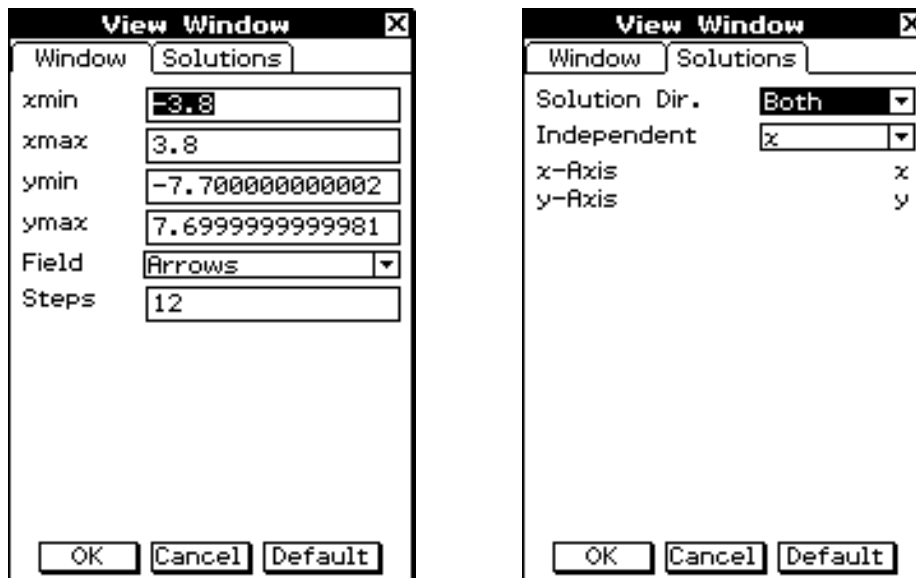 View Window X
Window Solutions
xmin -3.8
xmax 3.8
ymin -7.700000000002
ymax 7.6999999999981
Field Arrows
Steps 12
OK Cancel Default
View Window X
Window Solutions
Solution Dir. Both
Independent x
x-Axis x
y-Axis y
OK Cancel Default